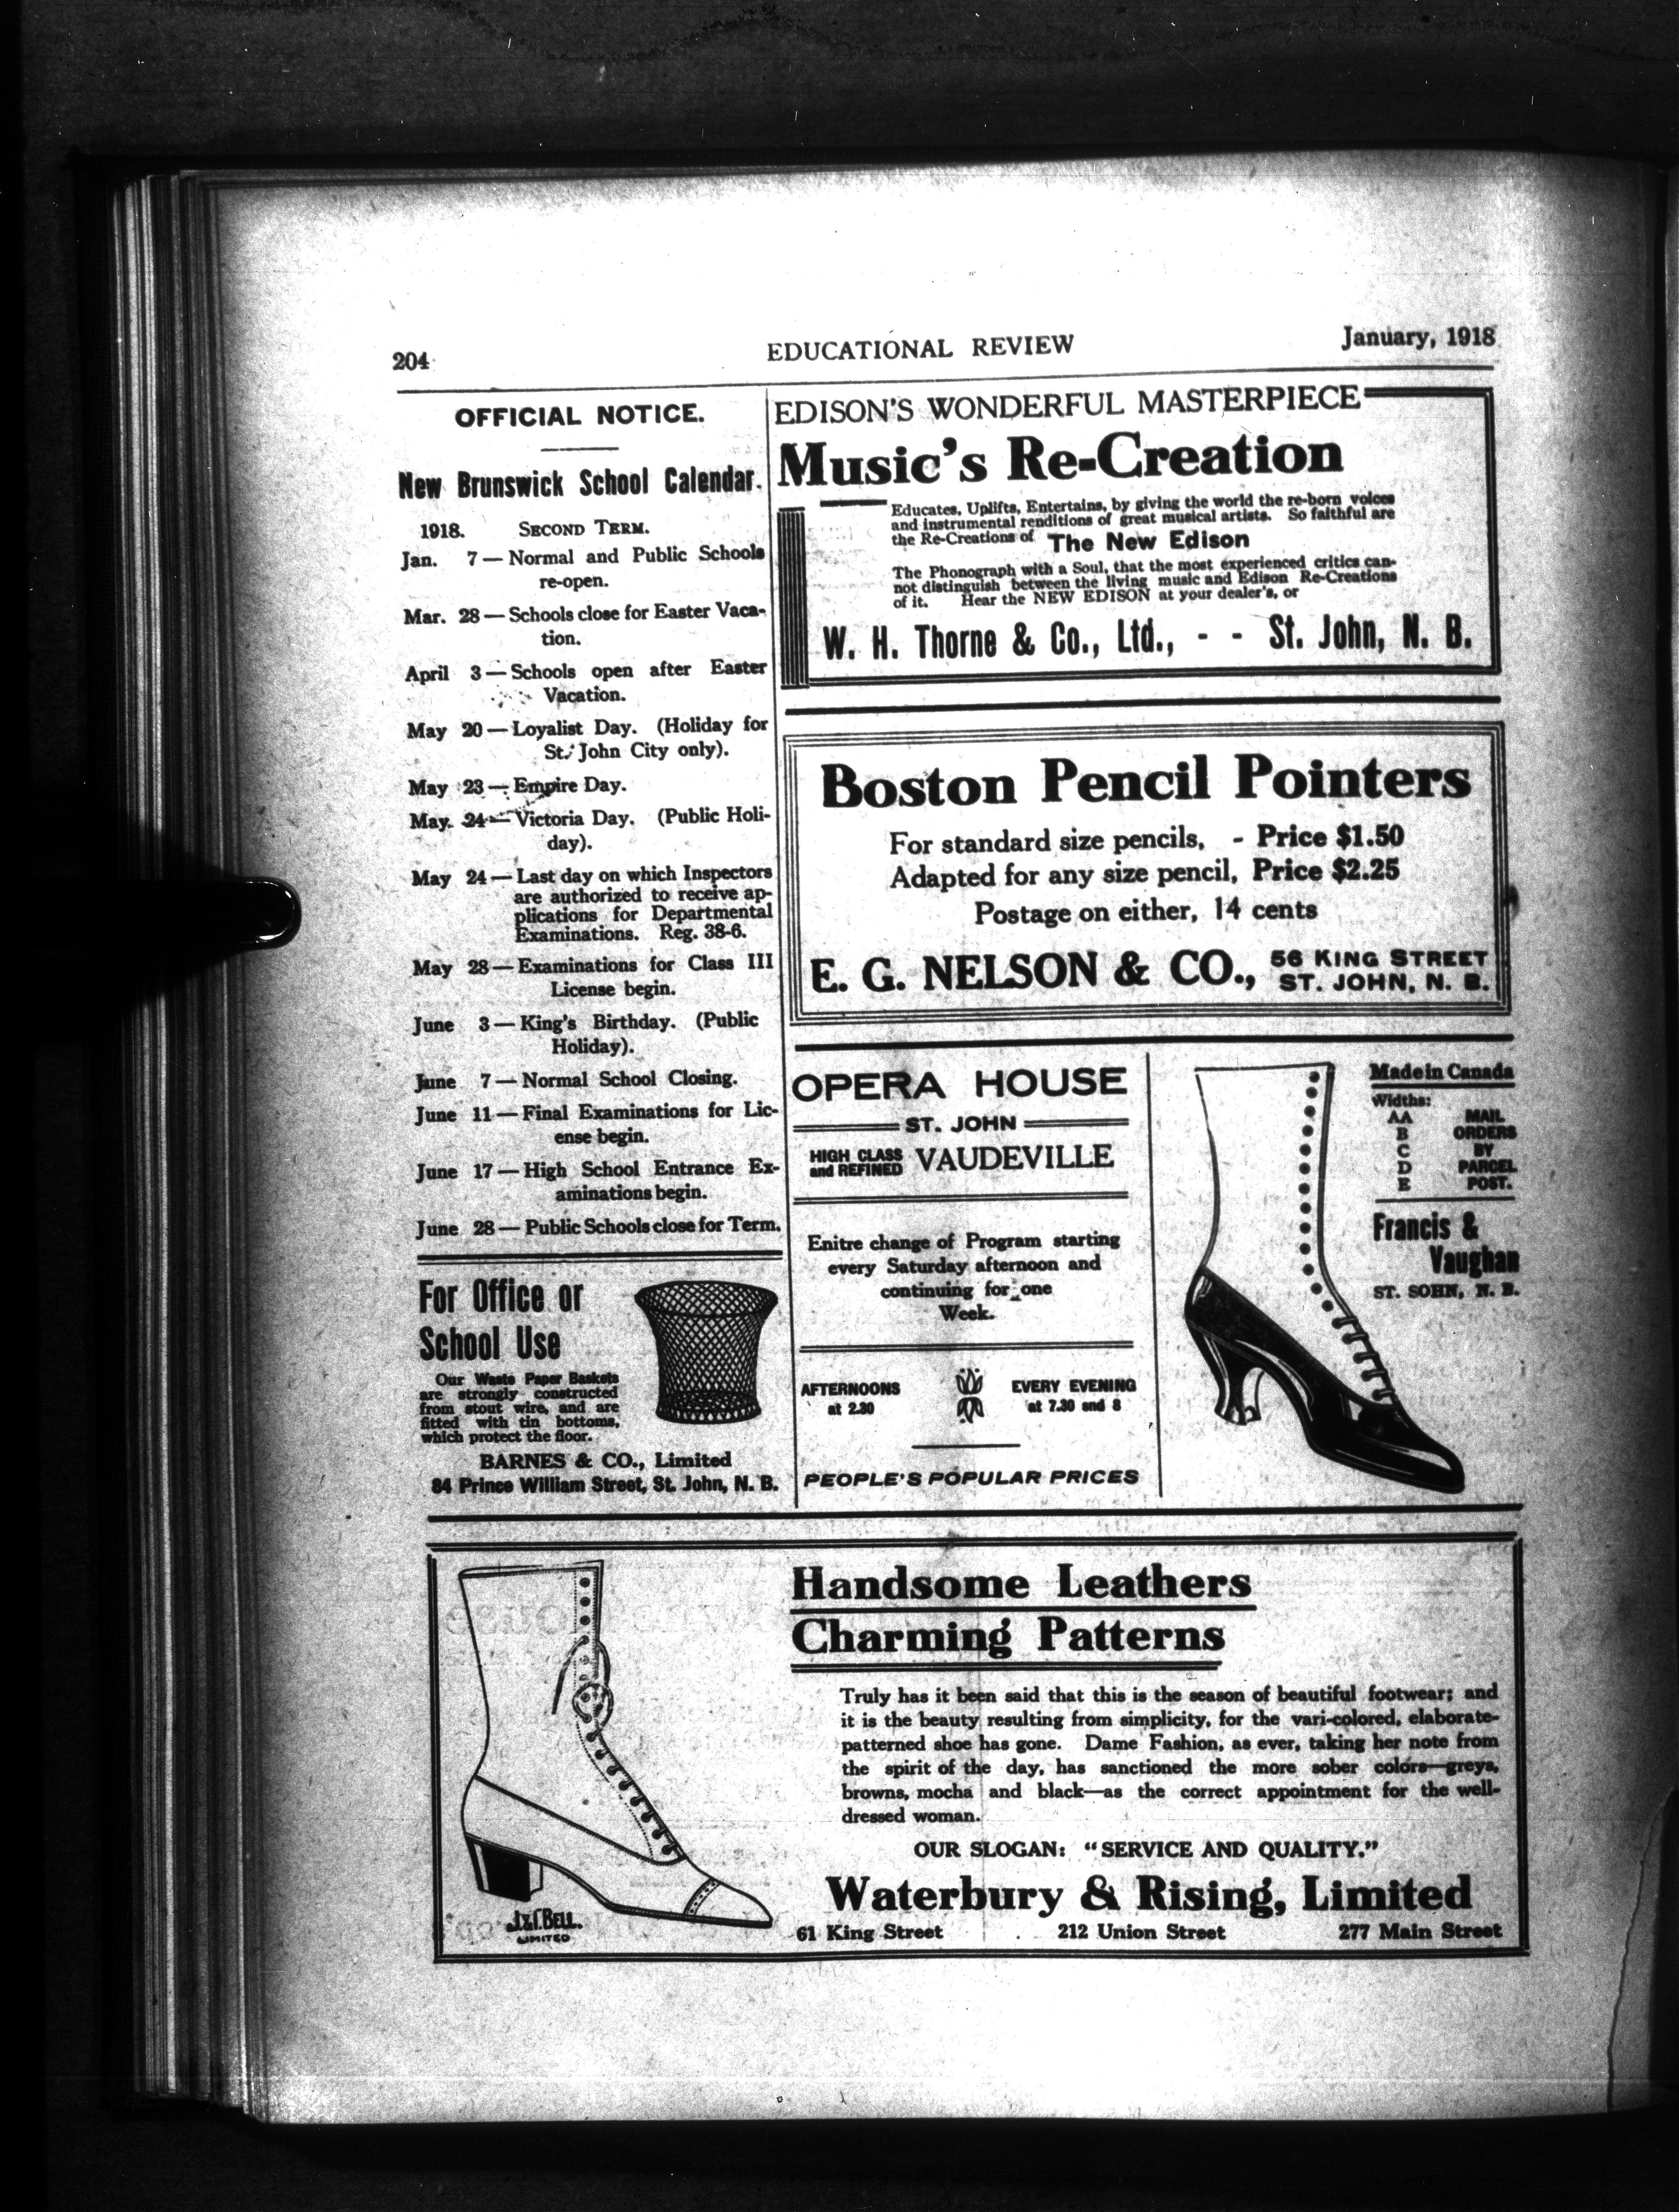 204
EDUCATIONAL REVIEW
January, 1918
OFFICIAL NOTICE.
New Brunswick School Calendar.
1918. SECOND TERM.
Jan. 7 — Normal and Public Schools
re-open.
Mar. 28 — Schools close for Easter Vaca-
tion.
April 3 — Schools open after Easter
Vacation.
May 20 — Loyalist Day. (Holiday for
St. John City only).
May 23 — Empire Day.
May. 24 — Victoria Day. (Public Holi-
day).
May 24 — Last day on which Inspectors
are authorized to receive ap-
plications for Departmental
Examinations. Reg. 38-6.
May 28 — Examinations for Class III
License begin.
June 3 — King's Birthday. (Public
Holiday).
June 7 — Normal School Closing.
June 11 — Final Examinations for Lic-
ense begin.
June 17 — High School Entrance Ex-
aminations begin.
June 28 — Public Schools close for Term.
For Office or
School Use
Our Waste Paper Baskets
are strongly constructed
from stout wire, and are
fitted with tin bottoms,
which protect the floor.
BARNES & CO., Limited
84 Prince William Street, St. John, N. B.
EDISON'S WONDERFUL MASTERPIECE
Music's Re-Creation
Educates, Uplifts, Entertains, by giving the world the re-born voices
and instrumental renditions of great musical artists. So faithful are
the Re-Creations of The New Edison
The Phonograph with a Soul, that the most experienced critics can-
not distinguish between the living music and Edison Re-Creations
of it. Hear the NEW EDISON at your dealer's, or
W. H. Thorne & Co., Ltd., - - St. John, N. B.
Boston Pencil Pointers
For standard size pencils, - Price $1.50
Adapted for any size pencil, Price $2.25
Postage on either, 14 cents
E. G. NELSON & CO., 56 KING STREET
ST. JOHN, N. B.
OPERA HOUSE
ST. JOHN
HIGH CLASS
and REFINED VAUDEVILLE
Enitre change of Program starting
every Saturday afternoon and
continuing for one
Week.
AFTERNOONS
at 2.30
EVERY EVENING
at 7.30 and 8
PEOPLE'S POPULAR PRICES
Made in Canada
Widths:
AA MAIL
B ORDERS
C BY
D PARCEL
E POST.
Francis &
Vaughan
ST. SOHN, N. B.
J.&T. BELL.
LIMITED
Handsome Leathers
Charming Patterns
Truly has it been said that this is the season of beautiful footwear; and
it is the beauty resulting from simplicity, for the vari-colored, elaborate-
patterned shoe has gone. Dame Fashion, as ever, taking her note from
the spirit of the day, has sanctioned the more sober colors—greys,
browns, mocha and black—as the correct appointment for the well-
dressed woman.
OUR SLOGAN: "SERVICE AND QUALITY."
Waterbury & Rising, Limited
61 King Street 212 Union Street 277 Main Street